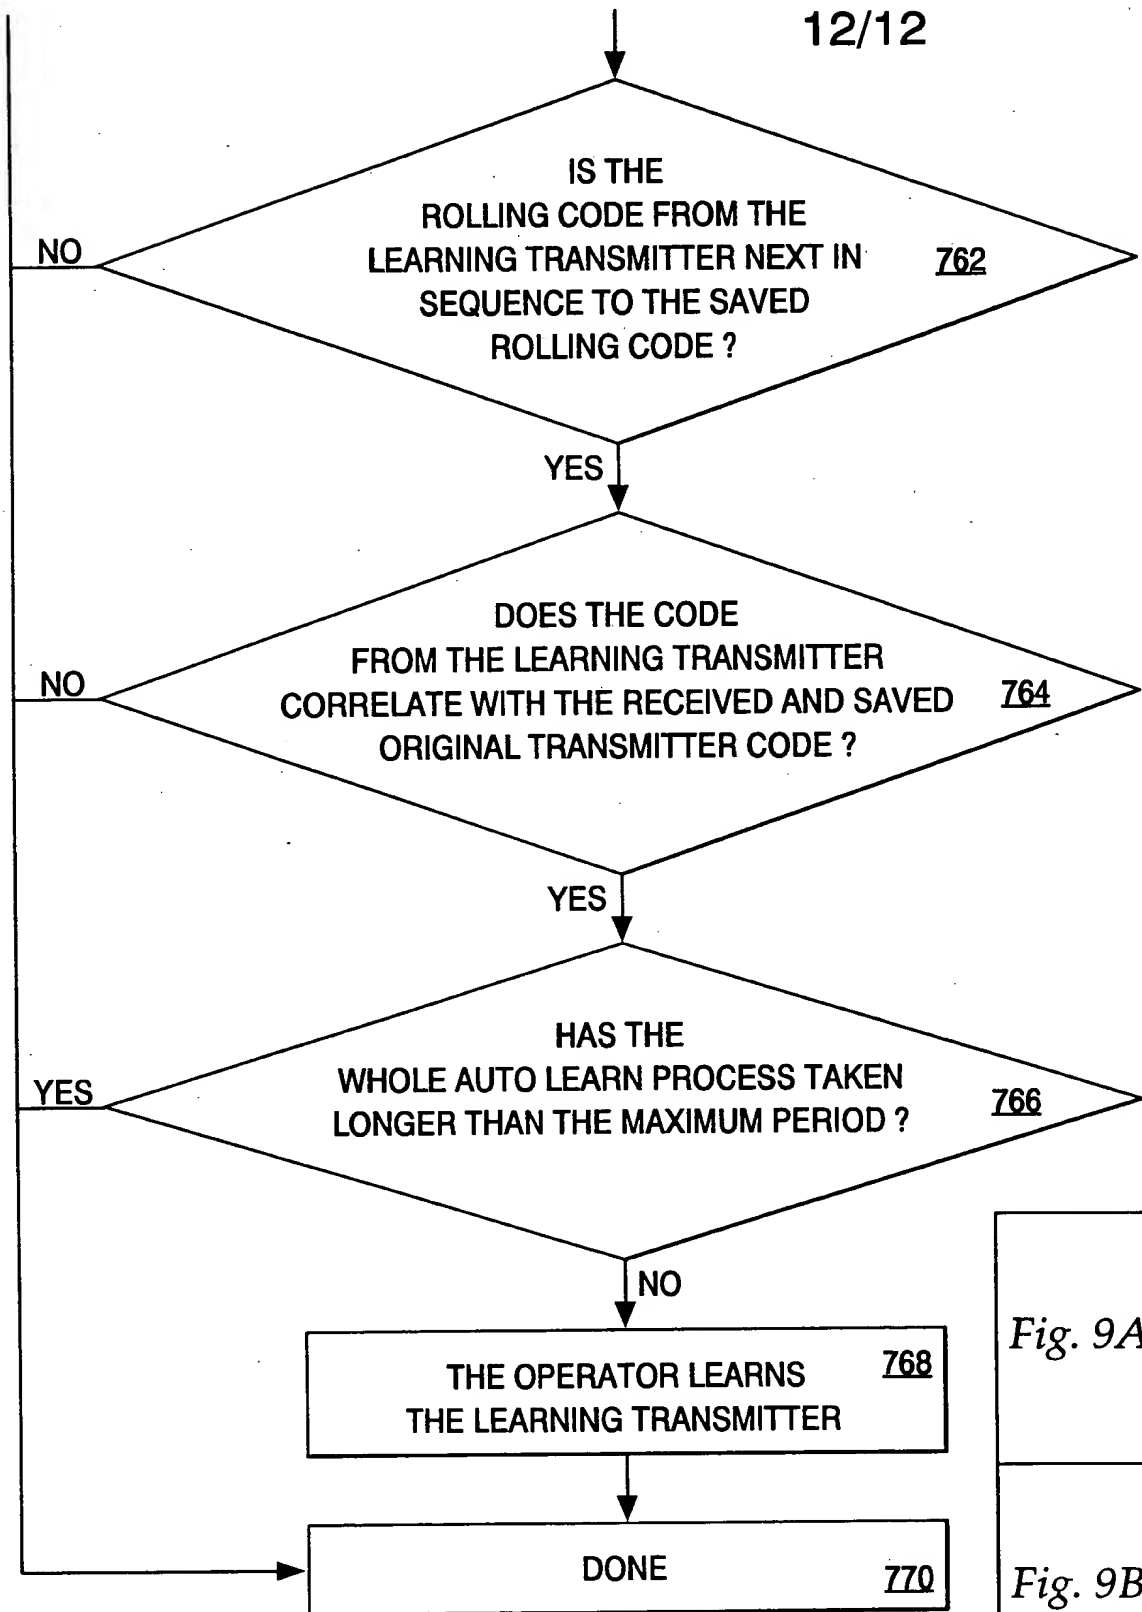 12/12
IS THE
ROLLING CODE FROM THE
LEARNING TRANSMITTER NEXT IN
SEQUENCE TO THE SAVED
ROLLING CODE ?
762
NO
YES
DOES THE CODE
FROM THE LEARNING TRANSMITTER
CORRELATE WITH THE RECEIVED AND SAVED
ORIGINAL TRANSMITTER CODE ?
764
NO
YES
HAS THE
WHOLE AUTO LEARN PROCESS TAKEN
LONGER THAN THE MAXIMUM PERIOD ?
766
YES
NO
THE OPERATOR LEARNS
THE LEARNING TRANSMITTER
768
DONE
770
Fig. 9A
Fig. 9B